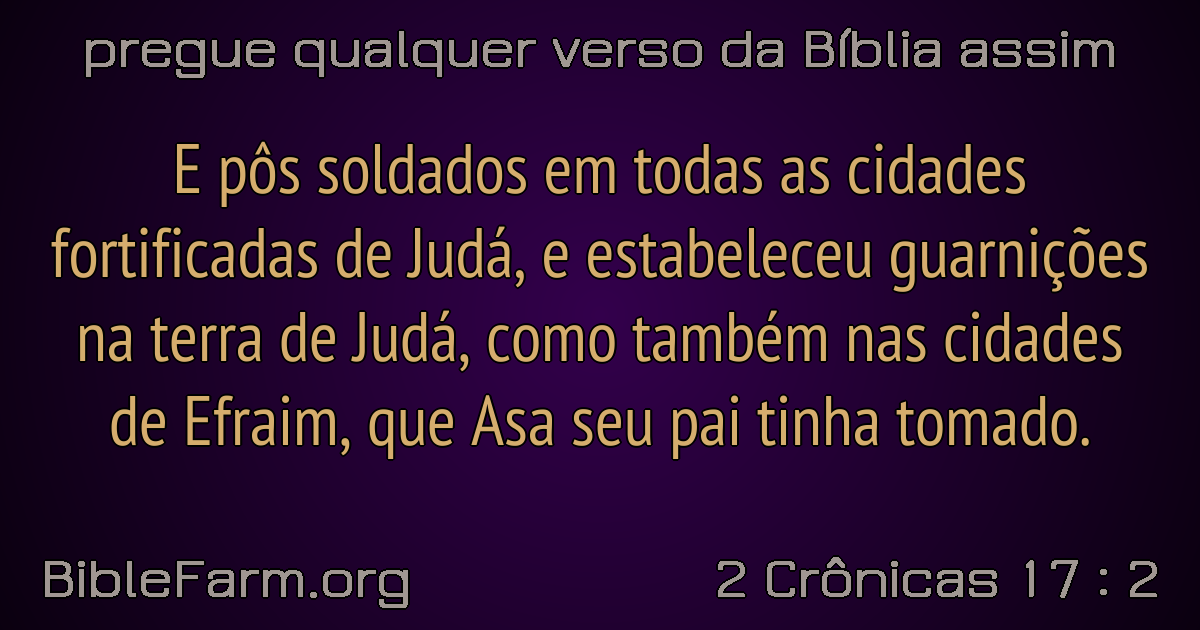 pregue qualquer verso da Bíblia assim
E pôs soldados em todas as cidades
fortificadas de Judá, e estabeleceu guarnições
na terra de Judá, como também nas cidades
de Efraim, que Asa seu pai tinha tomado.
BibleFarm.org
2 Crônicas 17 : 2